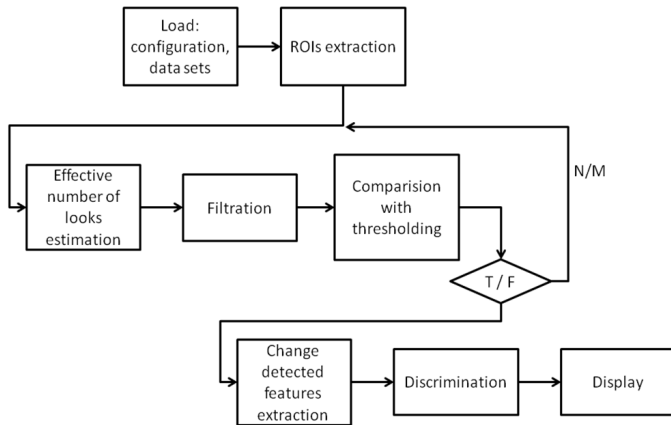 Load:
configuration,
data sets
ROIs extraction
N/M
Effective
number of
looks
estimation
Filtration
Comparision
with
thresholding
T / F
Change
detected
features
extraction
Discrimination
Display